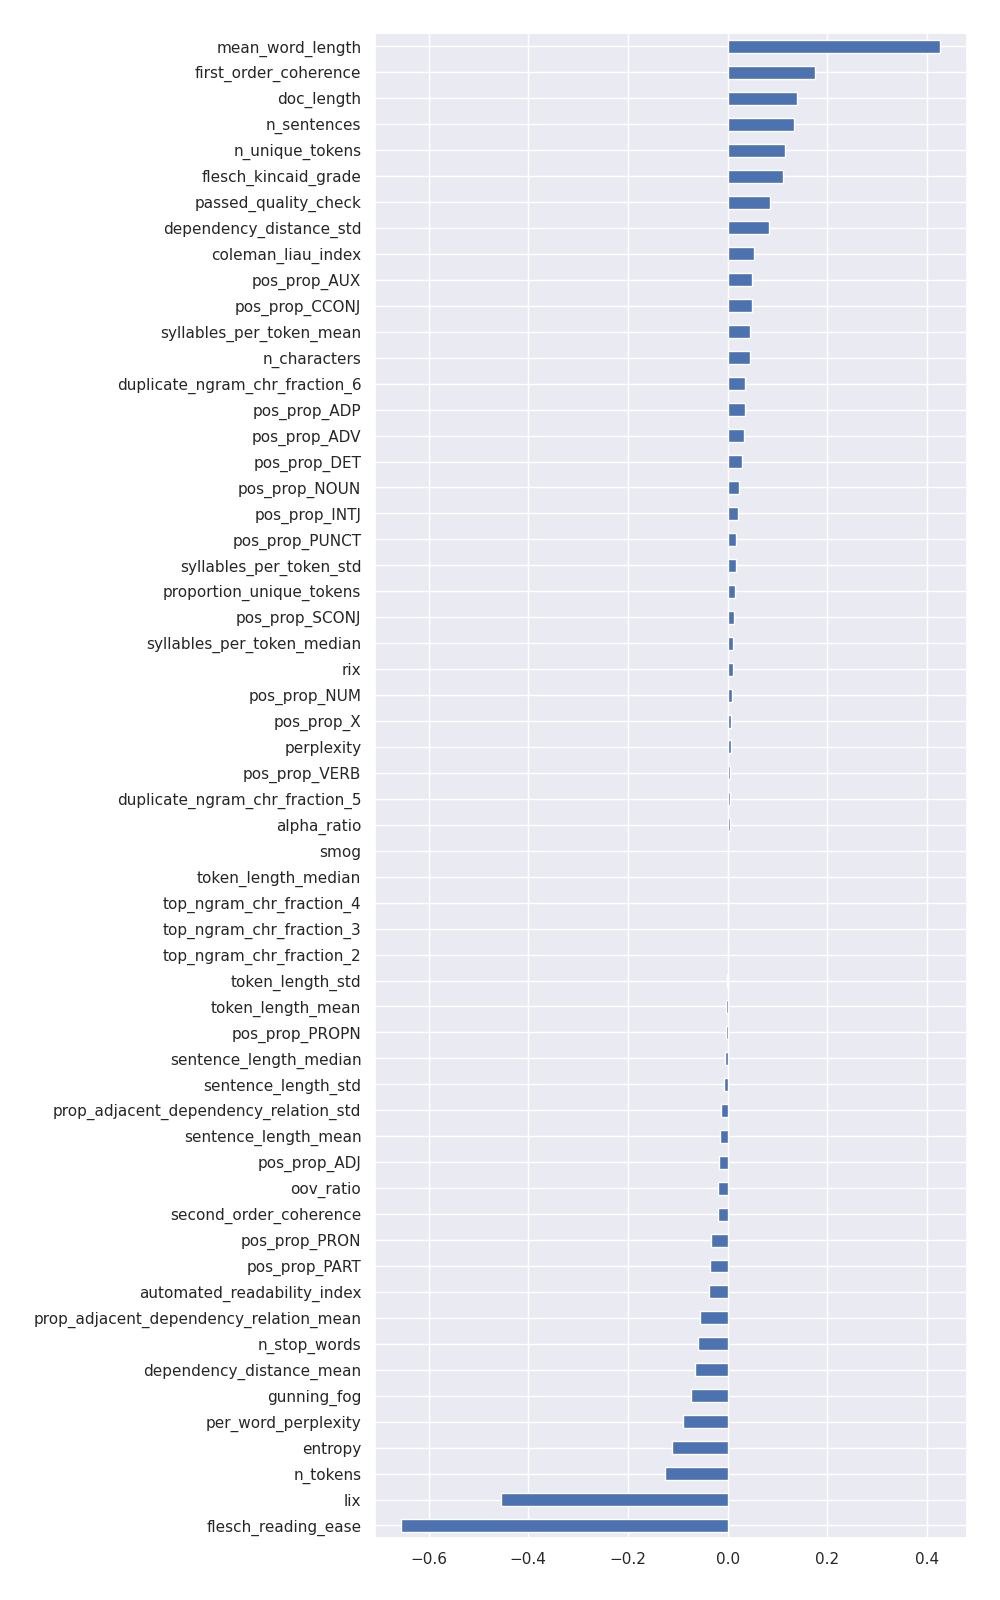 mean_word_length
first_order_coherence
doc_length
n_sentences
n_unique_tokens
flesch_kincaid_grade
passed_quality_check
dependency_distance_std
coleman_liau_index
pos_prop_AUX
pos_prop_CCONJ
syllables_per_token_mean
n_characters
duplicate_ngram_chr_fraction_6
pos_prop_ADP
pos_prop_ADV
pos_prop_DET
pos_prop_NOUN
pos_prop_INTJ
pos_prop_PUNCT
syllables_per_token_std
proportion_unique_tokens
pos_prop_SCONJ
syllables_per_token_median
rix
pos_prop_NUM
pos_prop_X
perplexity
pos_prop_VERB
duplicate_ngram_chr_fraction_5
alpha_ratio
smog
token_length_median
top_ngram_chr_fraction_4
top_ngram_chr_fraction_3
top_ngram_chr_fraction_2
token_length_std
token_length_mean
pos_prop_PROPN
sentence_length_median
sentence_length_std
prop_adjacent_dependency_relation_std
sentence_length_mean
pos_prop_ADJ
oov_ratio
second_order_coherence
pos_prop_PRON
pos_prop_PART
automated_readability_index
prop_adjacent_dependency_relation_mean
n_stop_words
dependency_distance_mean
gunning_fog
per_word_perplexity
entropy
n_tokens
lix
flesch_reading_ease
−0.6 −0.4 −0.2 0.0 0.2 0.4